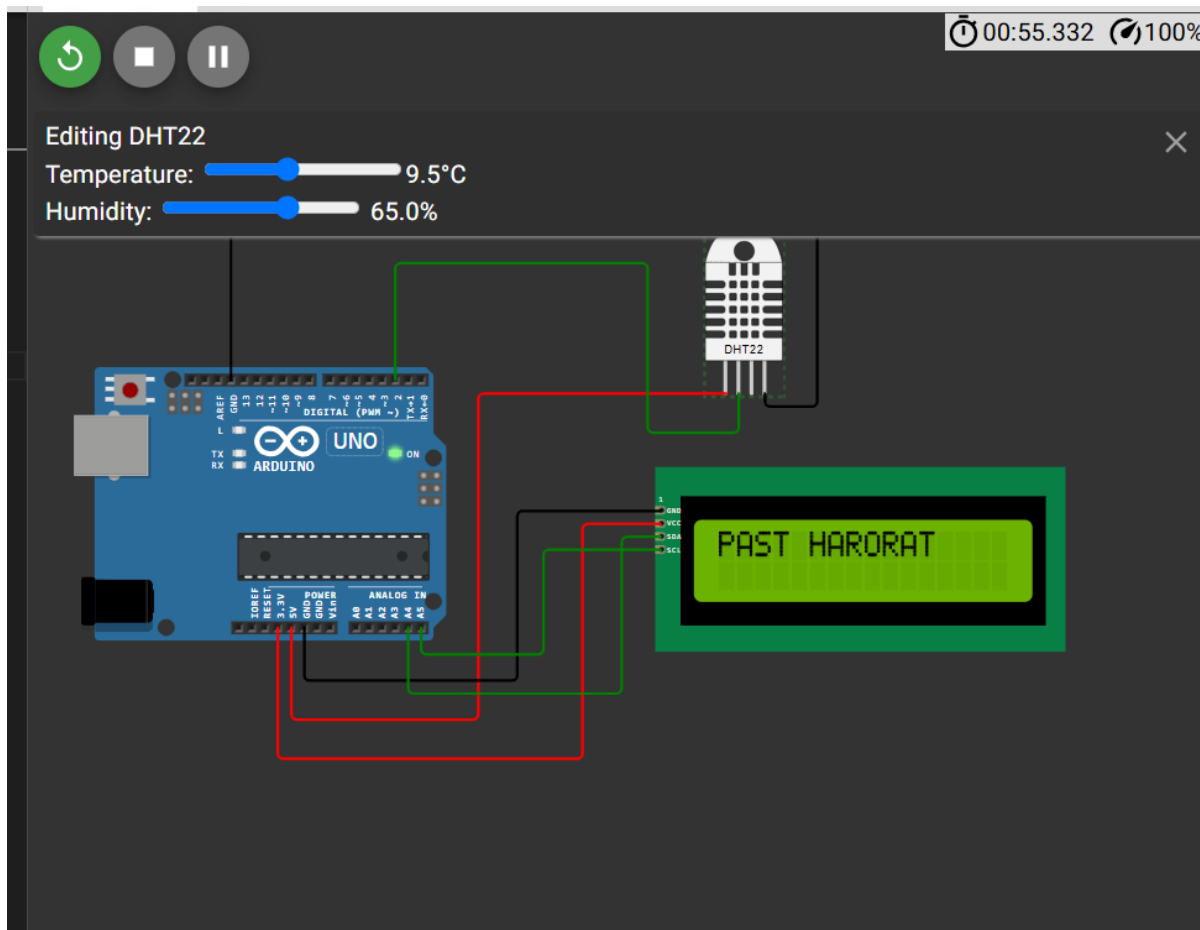 00:55.332 100%
Editing DHT22
Temperature: 9.5°C
Humidity: 65.0%
DHT22
AREF GND 13 12 ~11 ~10 ~9 8 7 ~6 ~5 4 ~3 2 TX→1 RX←0
DIGITAL (PWM ~)
L
TX
RX
UNO
ON
ARDUINO
1
GND
VCC
SDA
SCL
PAST HARORAT
POWER
ANALOG IN
IOREF RESET 3.3V 5V GND GND Vin A0 A1 A2 A3 A4 A5